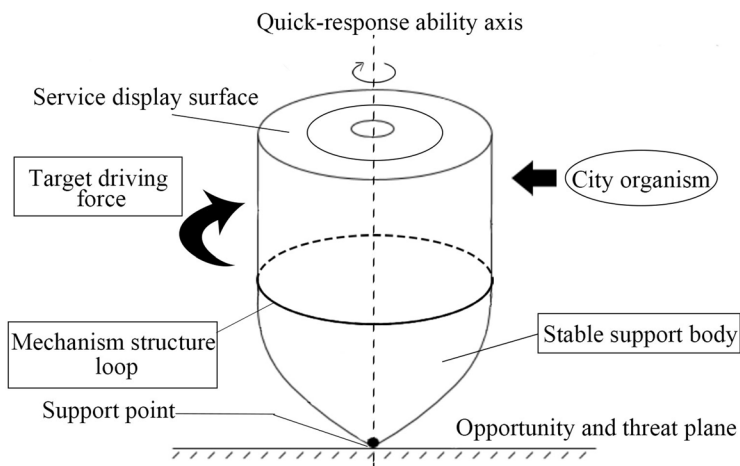 Quick-response ability axis
Service display surface
Target driving
force
City organism
Mechanism structure
loop
Stable support body
Support point
Opportunity and threat plane